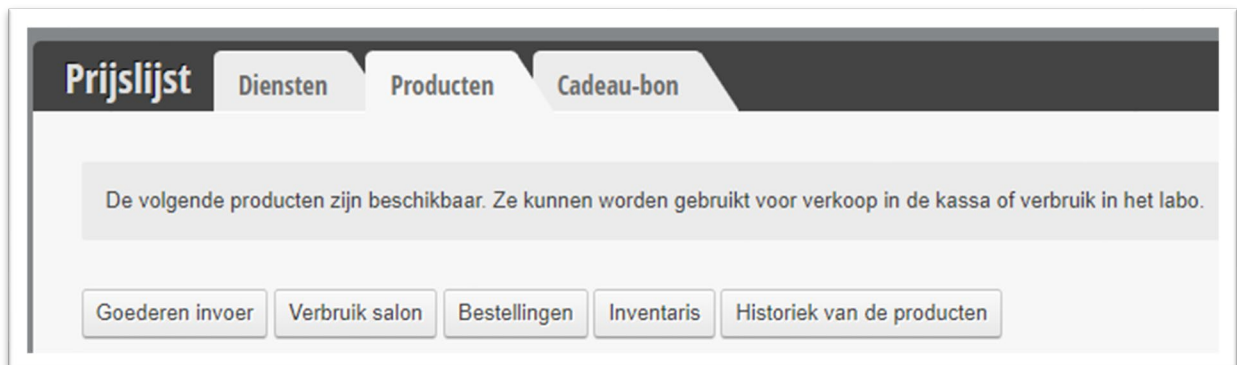 Prijslijst Diensten Producten Cadeau-bon
De volgende producten zijn beschikbaar. Ze kunnen worden gebruikt voor verkoop in de kassa of verbruik in het labo.
Goederen invoer Verbruik salon Bestellingen Inventaris Historiek van de producten